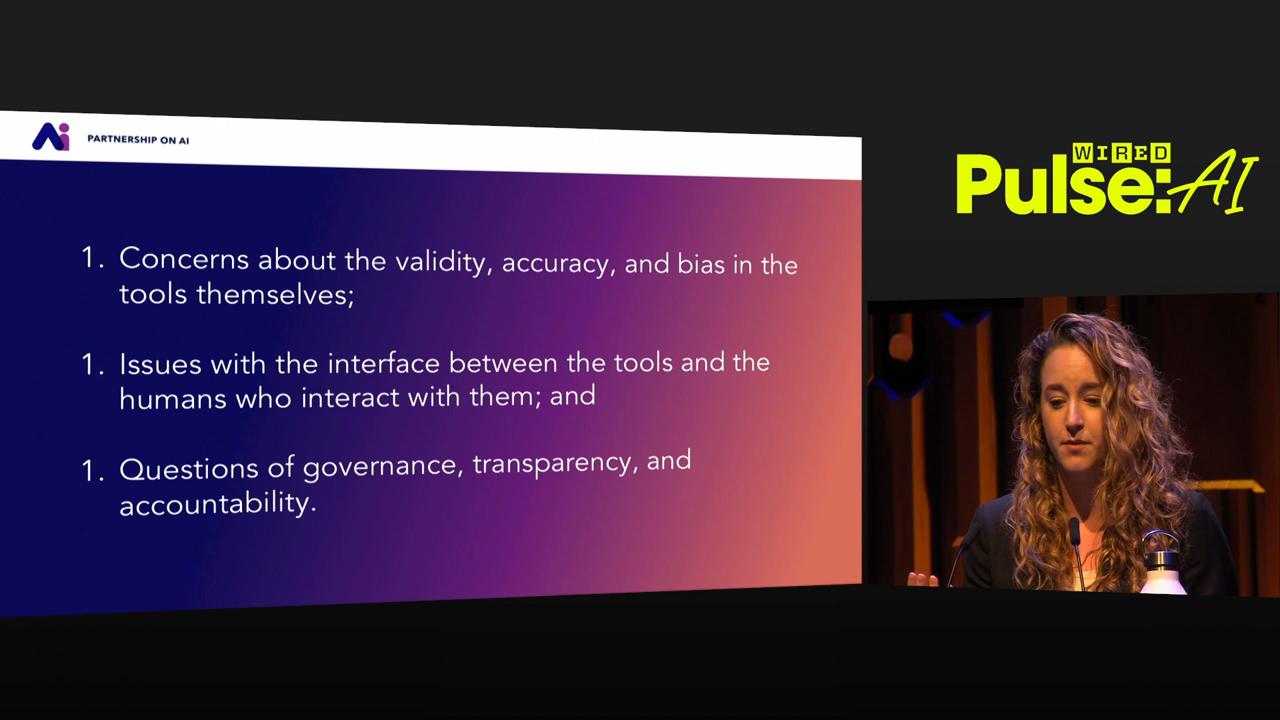 PARTNERSHIP ON AI
1. Concerns about the validity, accuracy, and bias in the
tools themselves;
1. Issues with the interface between the tools and the
humans who interact with them; and
1. Questions of governance, transparency, and
accountability.
WIRED
Pulse: AI